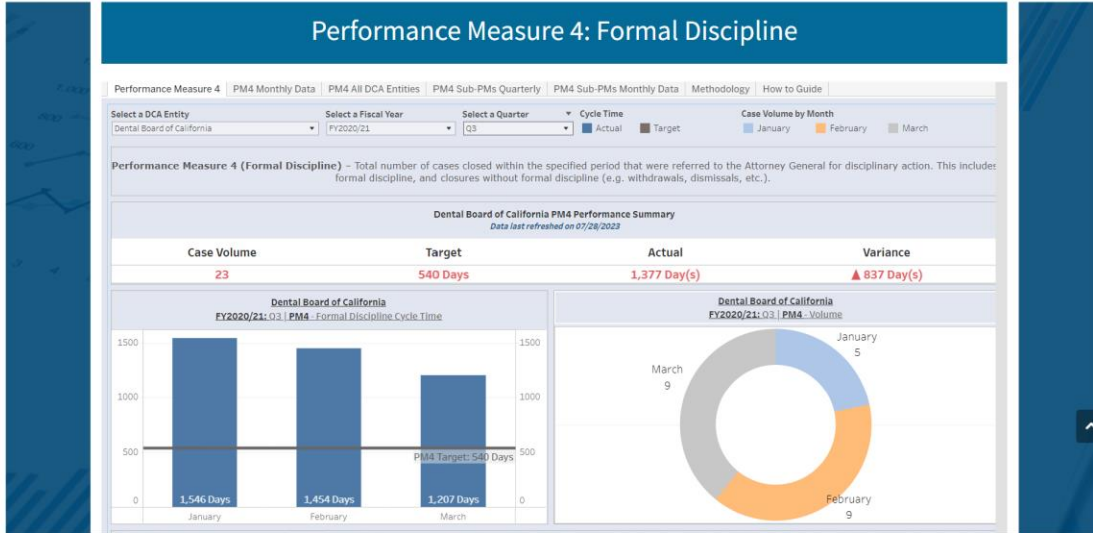 Performance Measure 4: Formal Discipline
Performance Measure 4 PM4 Monthly Data PM4 All DCA Entities PM4 Sub-PMs Quarterly PM4 Sub-PMs Monthly Data Methodology How to Guide
Select a DCA Entity Select a Fiscal Year Select a Quarter Cycle Time Case Volume by Month
Dental Board of California FY2020/21 Q3 Actual Target January February March
Performance Measure 4 (Formal Discipline) – Total number of cases closed within the specified period that were referred to the Attorney General for disciplinary action. This includes
formal discipline, and closures without formal discipline (e.g. withdrawals, dismissals, etc.).
Dental Board of California PM4 Performance Summary
Data last refreshed on 07/28/2023
Case Volume Target Actual Variance
23 540 Days 1,377 Day(s) ▲ 837 Day(s)
Dental Board of California
FY2020/21: Q3 | PM4 - Formal Discipline Cycle Time
1500 1500
1000 1000
500 PM4 Target: 540 Days 500
0 1,546 Days 1,454 Days 1,207 Days 0
January February March
Dental Board of California
FY2020/21: Q3 | PM4 - Volume
January
5
March
9
February
9